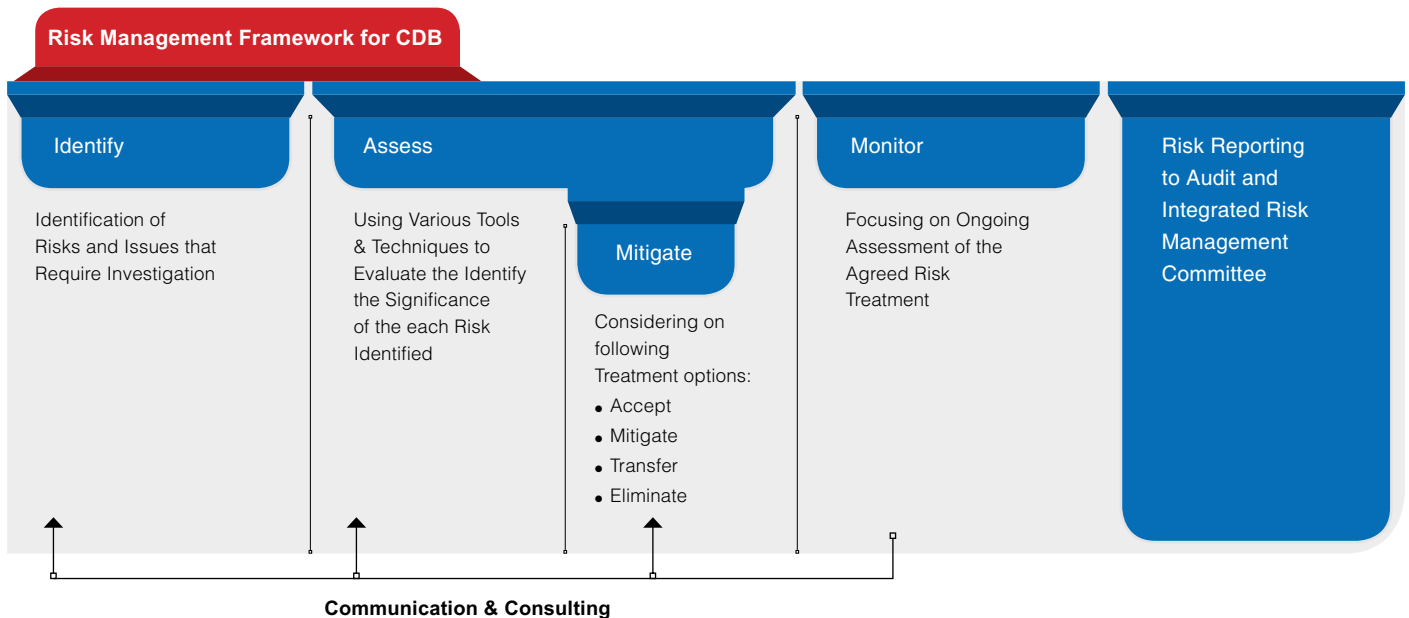 Risk Management Framework for CDB
Identify
Identification of
Risks and Issues that
Require Investigation
Assess
Using Various Tools
& Techniques to
Evaluate the Identify
the Significance
of the each Risk
Identified
Mitigate
Considering on
following
Treatment options:
• Accept
• Mitigate
• Transfer
• Eliminate
Monitor
Focusing on Ongoing
Assessment of the
Agreed Risk
Treatment
Risk Reporting
to Audit and
Integrated Risk
Management
Committee
Communication & Consulting